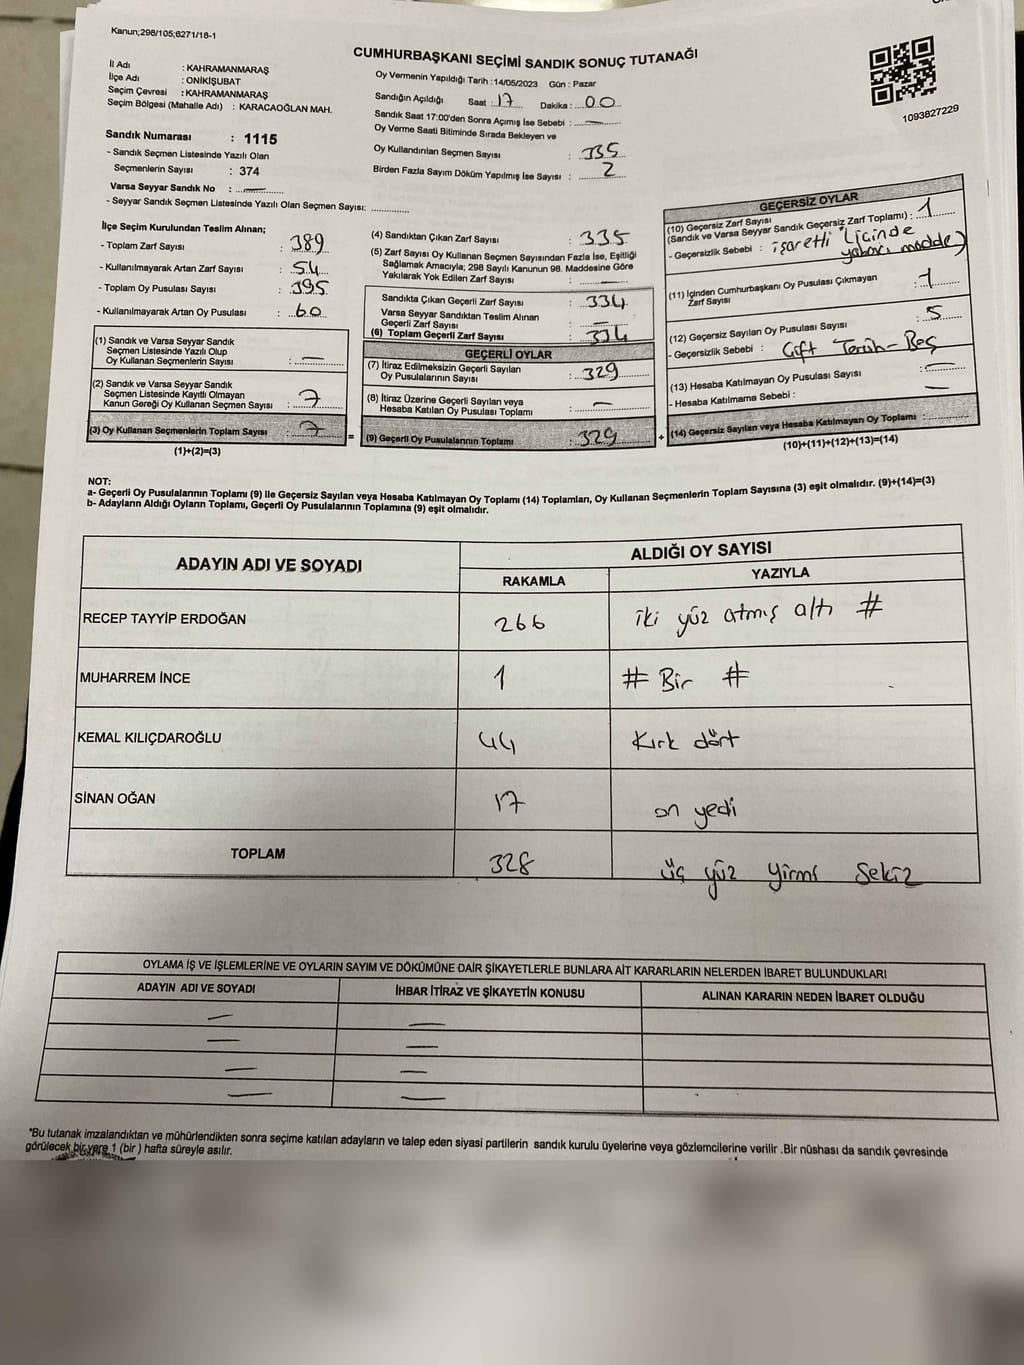 Kanun;298/105;6271/18-1
CUMHURBAŞKANI SEÇİMİ SANDIK SONUÇ TUTANAĞI
İl Adı : KAHRAMANMARAŞ
İlçe Adı : ONİKİŞUBAT
Seçim Çevresi : KAHRAMANMARAŞ
Seçim Bölgesi (Mahalle Adı) : KARACAOĞLAN MAH.
Sandık Numarası : 1115
- Sandık Seçmen Listesinde Yazılı Olan
Seçmenlerin Sayısı : 374
Varsa Seyyar Sandık No : —
- Seyyar Sandık Seçmen Listesinde Yazılı Olan Seçmen Sayısı: ............
Oy Vermenin Yapıldığı Tarih :14/05/2023 Gün : Pazar
Sandığın Açıldığı Saat : 17 Dakika : 00
Sandık Saat 17:00'den Sonra Açımış İse Sebebi : —
Oy Verme Saati Bitiminde Sırada Bekleyen ve
Oy Kullandırılan Seçmen Sayısı : 335
Birden Fazla Sayım Döküm Yapılmış İse Sayısı : 2
1093827229
İlçe Seçim Kurulundan Teslim Alınan;
- Toplam Zarf Sayısı : 389
- Kullanılmayarak Artan Zarf Sayısı : 54
- Toplam Oy Pusulası Sayısı : 395
- Kullanılmayarak Artan Oy Pusulası : 60
(1) Sandık ve Varsa Seyyar Sandık
Seçmen Listesinde Yazılı Olup
Oy Kullanan Seçmenlerin Sayısı : —
(2) Sandık ve Varsa Seyyar Sandık
Seçmen Listesinde Kayıtlı Olmayan
Kanun Gereği Oy Kullanan Seçmen Sayısı : 7
(3) Oy Kullanan Seçmenlerin Toplam Sayısı : 7
(1)+(2)=(3)
=
(4) Sandıktan Çıkan Zarf Sayısı : 335
(5) Zarf Sayısı Oy Kullanan Seçmen Sayısından Fazla İse, Eşitliği
Sağlamak Amacıyla; 298 Sayılı Kanunun 98. Maddesine Göre
Yakılarak Yok Edilen Zarf Sayısı : —
Sandıkta Çıkan Geçerli Zarf Sayısı : 334
Varsa Seyyar Sandıktan Teslim Alınan
Geçerli Zarf Sayısı : —
(6) Toplam Geçerli Zarf Sayısı : 334
GEÇERLİ OYLAR
(7) İtiraz Edilmeksizin Geçerli Sayılan
Oy Pusulalarının Sayısı : 329
(8) İtiraz Üzerine Geçerli Sayılan veya
Hesaba Katılan Oy Pusulası Toplamı : —
(9) Geçerli Oy Pusulalarının Toplamı : 329
+
GEÇERSİZ OYLAR
(10) Geçersiz Zarf Sayısı
(Sandık ve Varsa Seyyar Sandık Geçersiz Zarf Toplamı) : 1
- Geçersizlik Sebebi : işaretli (içinde
yabancı madde)
(11) İçinden Cumhurbaşkanı Oy Pusulası Çıkmayan
Zarf Sayısı : 1
(12) Geçersiz Sayılan Oy Pusulası Sayısı : 5
- Geçersizlik Sebebi : Çift Tercih - Beş
(13) Hesaba Katılmayan Oy Pusulası Sayısı : —
- Hesaba Katılmama Sebebi : —
(14) Geçersiz Sayılan veya Hesaba Katılmayan Oy Toplamı : ............
(10)+(11)+(12)+(13)=(14)
NOT:
a- Geçerli Oy Pusulalarının Toplamı (9) İle Geçersiz Sayılan veya Hesaba Katılmayan Oy Toplamı (14) Toplamları, Oy Kullanan Seçmenlerin Toplam Sayısına (3) eşit olmalıdır. (9)+(14)=(3)
b- Adayların Aldığı Oyların Toplamı, Geçerli Oy Pusulalarının Toplamına (9) eşit olmalıdır.
ADAYIN ADI VE SOYADI ALDIĞI OY SAYISI
RAKAMLA YAZIYLA
RECEP TAYYİP ERDOĞAN 266 iki yüz atmış altı #
MUHARREM İNCE 1 # Bir #
KEMAL KILIÇDAROĞLU 44 Kırk dört
SİNAN OĞAN 17 on yedi
TOPLAM 328 üç yüz yirmi sekiz
OYLAMA İŞ VE İŞLEMLERİNE VE OYLARIN SAYIM VE DÖKÜMÜNE DAİR ŞİKAYETLERLE BUNLARA AİT KARARLARIN NELERDEN İBARET BULUNDUKLARI
ADAYIN ADI VE SOYADI İHBAR İTİRAZ VE ŞİKAYETİN KONUSU ALINAN KARARIN NEDEN İBARET OLDUĞU
— —
— —
— —
— —
*Bu tutanak imzalandıktan ve mühürlendikten sonra seçime katılan adayların ve talep eden siyasi partilerin sandık kurulu üyelerine veya gözlemcilerine verilir .Bir nüshası da sandık çevresinde
görülecek bir yere 1 (bir ) hafta süreyle asılır.